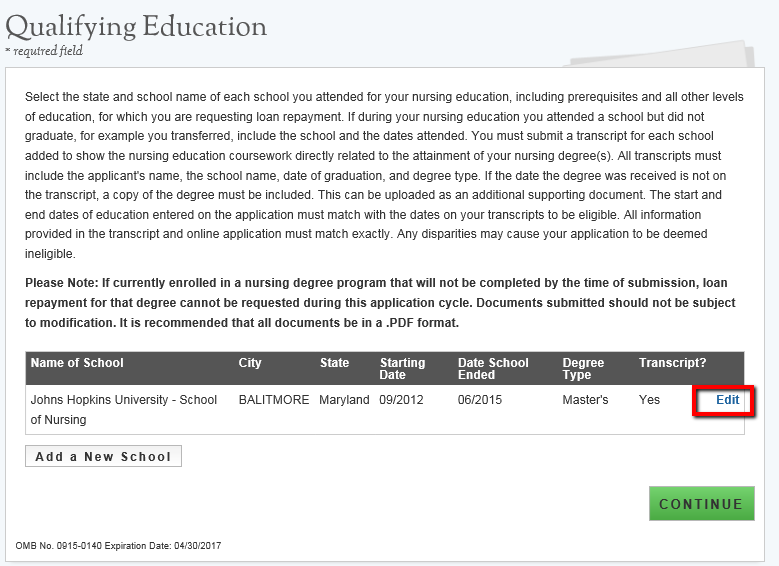 Qualifying Education
* required field
Select the state and school name of each school you attended for your nursing education, including prerequisites and all other levels
of education, for which you are requesting loan repayment. If during your nursing education you attended a school but did not
graduate, for example you transferred, include the school and the dates attended. You must submit a transcript for each school
added to show the nursing education coursework directly related to the attainment of your nursing degree(s). All transcripts must
include the applicant's name, the school name, date of graduation, and degree type. If the date the degree was received is not on
the transcript, a copy of the degree must be included. This can be uploaded as an additional supporting document. The start and
end dates of education entered on the application must match with the dates on your transcripts to be eligible. All information
provided in the transcript and online application must match exactly. Any disparities may cause your application to be deemed
ineligible.
Please Note: If currently enrolled in a nursing degree program that will not be completed by the time of submission, loan
repayment for that degree cannot be requested during this application cycle. Documents submitted should not be subject
to modification. It is recommended that all documents be in a .PDF format.
Name of School City State Starting Date Date School Ended Degree Type Transcript?
Johns Hopkins University - School of Nursing BALITMORE Maryland 09/2012 06/2015 Master's Yes Edit
Add a New School
CONTINUE
OMB No. 0915-0140 Expiration Date: 04/30/2017